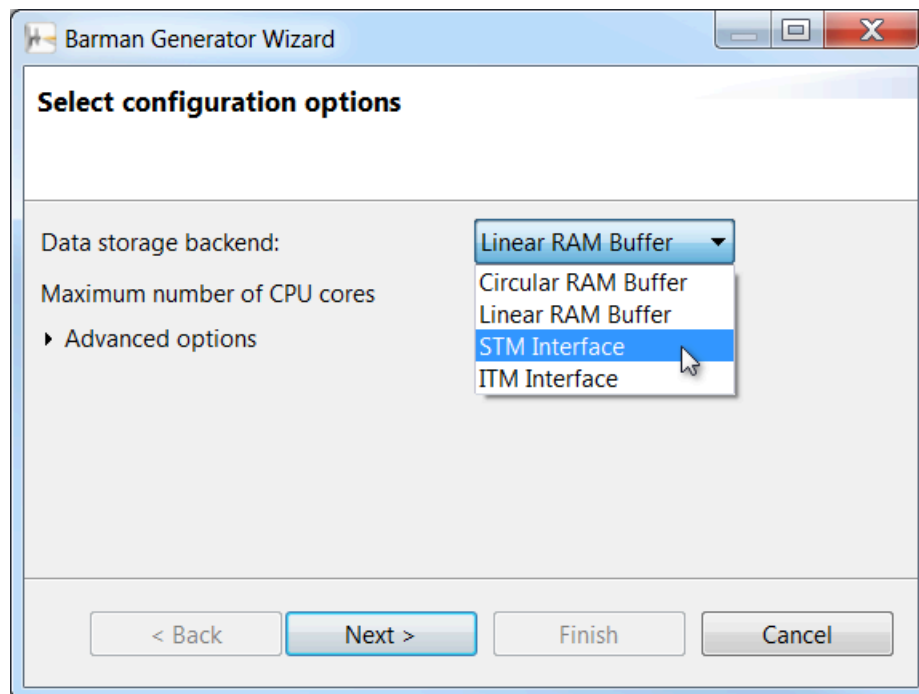 Barman Generator Wizard
Select configuration options
Data storage backend: Linear RAM Buffer
Circular RAM Buffer
Maximum number of CPU cores
Linear RAM Buffer
Advanced options
STM Interface
ITM Interface
< Back Next > Finish Cancel